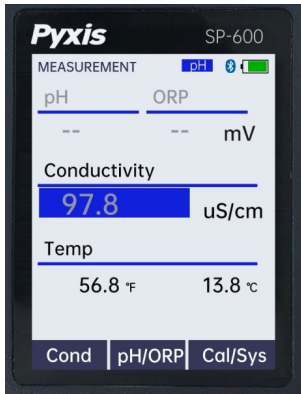 Pyxis SP-600
MEASUREMENT pH
pH ORP
-- -- mV
Conductivity
97.8 uS/cm
Temp
56.8 °F 13.8 °C
Cond pH/ORP Cal/Sys